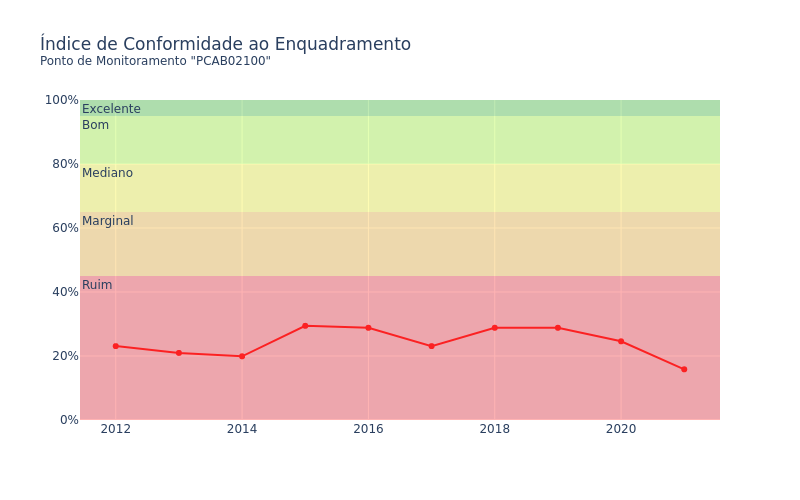 Índice de Conformidade ao Enquadramento
Ponto de Monitoramento "PCAB02100"
100%
Excelente
Bom
80%
Mediano
Marginal
60%
Ruim
40%
20%
0%
2012 2014 2016 2018 2020